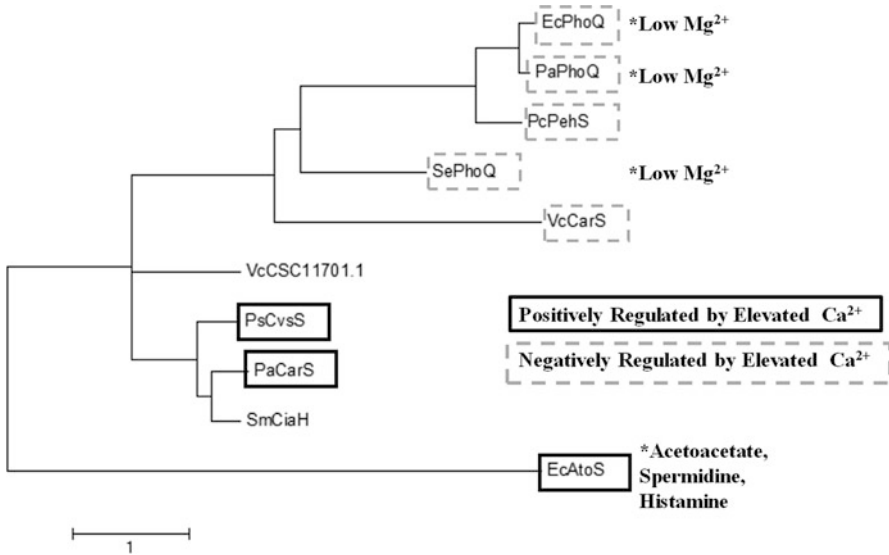 EcPhoQ *Low Mg²⁺
PaPhoQ *Low Mg²⁺
PcPehS
SePhoQ *Low Mg²⁺
VcCarS
VcCSC11701.1
PsCvsS
Positively Regulated by Elevated Ca²⁺
PaCarS
Negatively Regulated by Elevated Ca²⁺
SmCiaH
EcAtoS
*Acetoacetate,
Spermidine,
Histamine
1